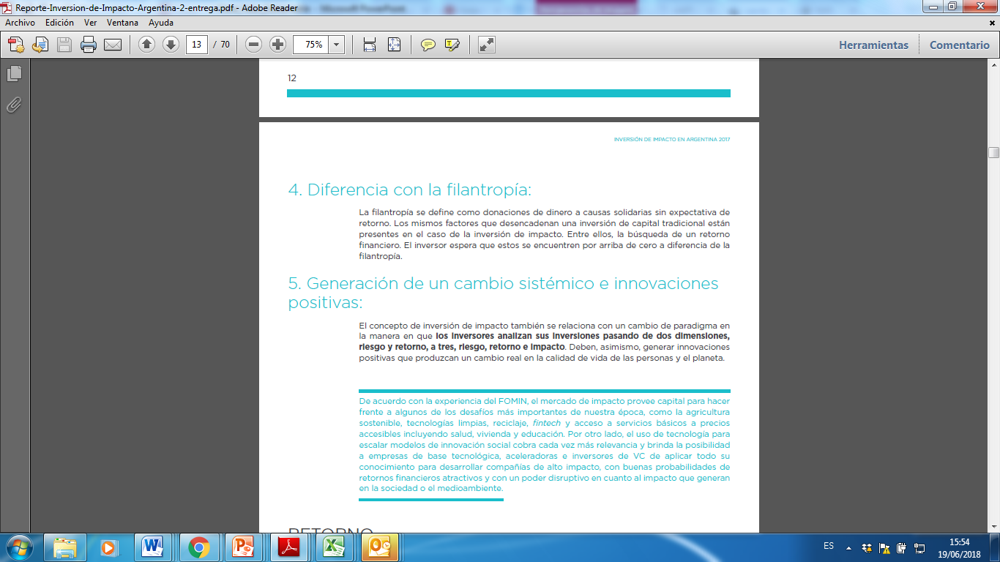 Reporte-Inversion-de-Impacto-Argentina-2-entrega.pdf - Adobe Reader
Archivo Edición Ver Ventana Ayuda
13 / 70 75% Herramientas Comentario
12
INVERSIÓN DE IMPACTO EN ARGENTINA 2017
4. Diferencia con la filantropía:
La filantropía se define como donaciones de dinero a causas solidarias sin expectativa de
retorno. Los mismos factores que desencadenan una inversión de capital tradicional están
presentes en el caso de la inversión de impacto. Entre ellos, la búsqueda de un retorno
financiero. El inversor espera que estos se encuentren por arriba de cero a diferencia de la
filantropía.
5. Generación de un cambio sistémico e innovaciones
positivas:
El concepto de inversión de impacto también se relaciona con un cambio de paradigma en
la manera en que los inversores analizan sus inversiones pasando de dos dimensiones,
riesgo y retorno, a tres, riesgo, retorno e impacto. Deben, asimismo, generar innovaciones
positivas que produzcan un cambio real en la calidad de vida de las personas y el planeta.
De acuerdo con la experiencia del FOMIN, el mercado de impacto provee capital para hacer
frente a algunos de los desafíos más importantes de nuestra época, como la agricultura
sostenible, tecnologías limpias, reciclaje, fintech y acceso a servicios básicos a precios
accesibles incluyendo salud, vivienda y educación. Por otro lado, el uso de tecnología para
escalar modelos de innovación social cobra cada vez más relevancia y brinda la posibilidad
a empresas de base tecnológica, aceleradoras e inversores de VC de aplicar todo su
conocimiento para desarrollar compañías de alto impacto, con buenas probabilidades de
retornos financieros atractivos y con un poder disruptivo en cuanto al impacto que generan
en la sociedad o el medioambiente.
RETORNO
ES 15:54
19/06/2018